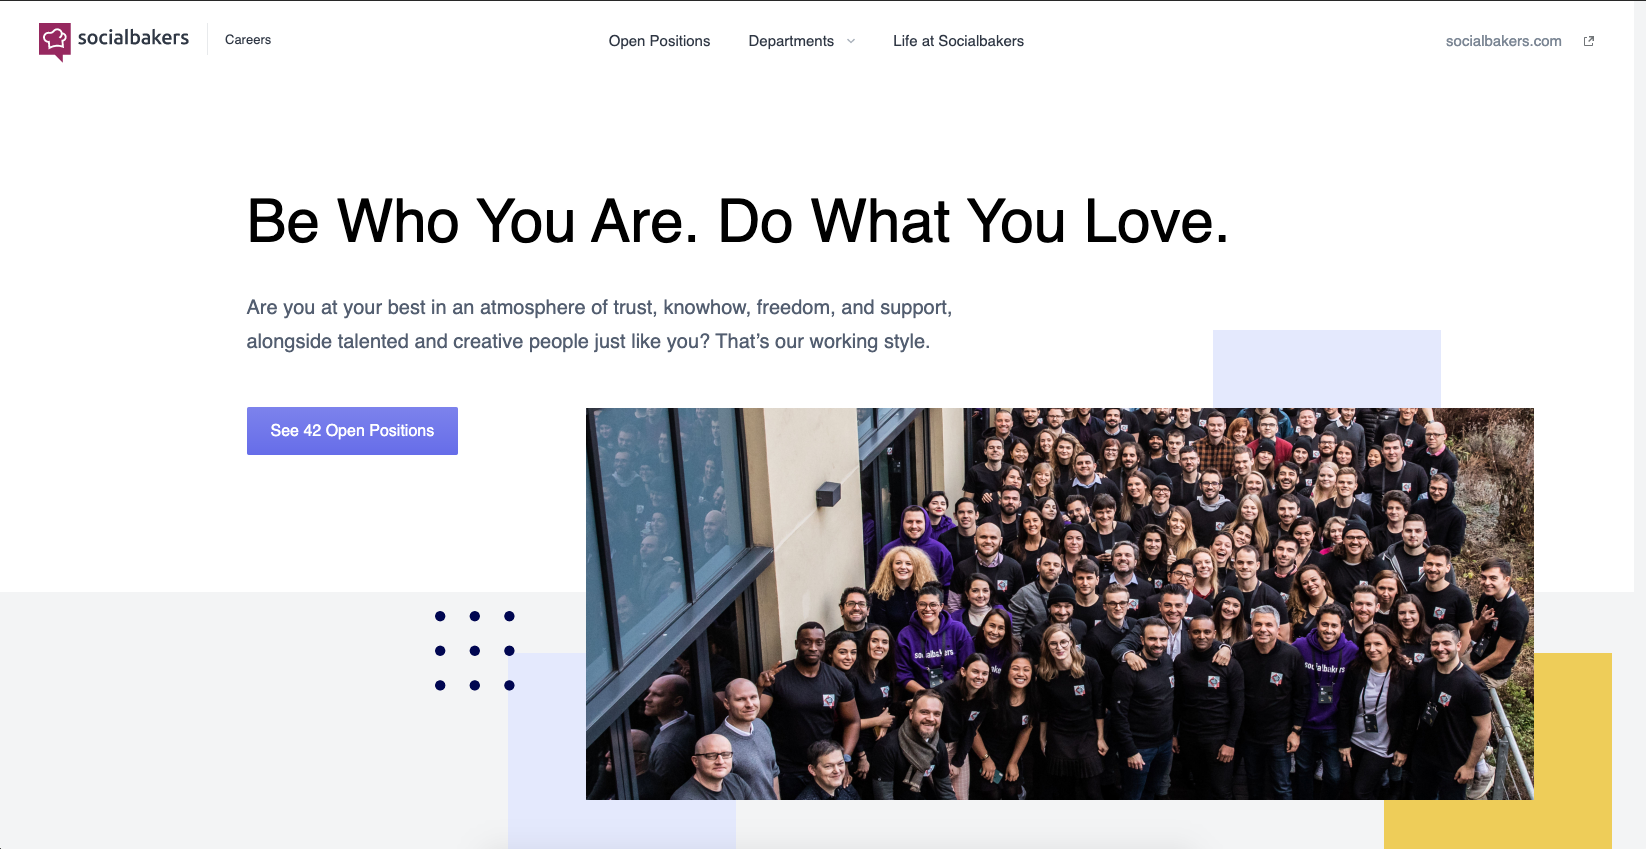 socialbakers
Careers
Open Positions
Departments
Life at Socialbakers
socialbakers.com
Be Who You Are. Do What You Love.
Are you at your best in an atmosphere of trust, knowhow, freedom, and support,
alongside talented and creative people just like you? That’s our working style.
See 42 Open Positions
socialbakers